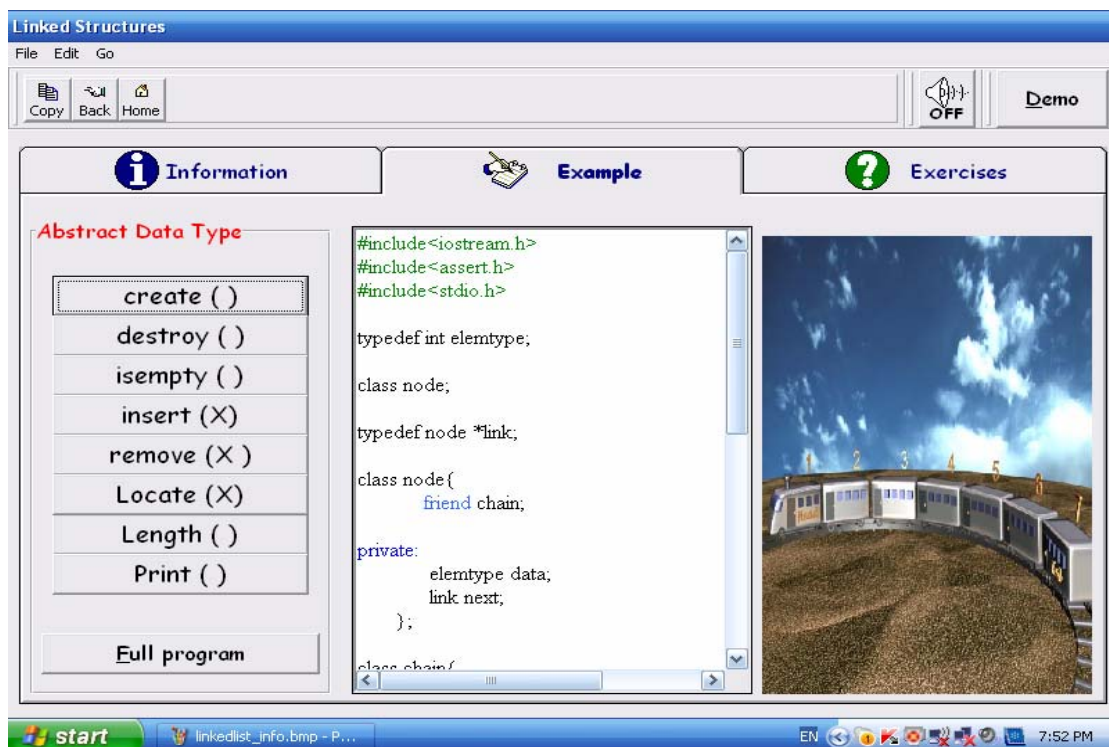 Linked Structures
File Edit Go
Copy Back Home
OFF
Demo
Information
Example
Exercises
Abstract Data Type
create ( )
destroy ( )
isempty ( )
insert (X)
remove (X )
Locate (X)
Length ( )
Print ( )
Full program
#include<iostream.h>
#include<assert.h>
#include<stdio.h>
typedef int elemtype;
class node;
typedef node *link;
class node{
friend chain;
private:
elemtype data;
link next;
};
class chain{
1 2 3 4 5 6 7
start
linkedlist_info.bmp - P...
EN
7:52 PM